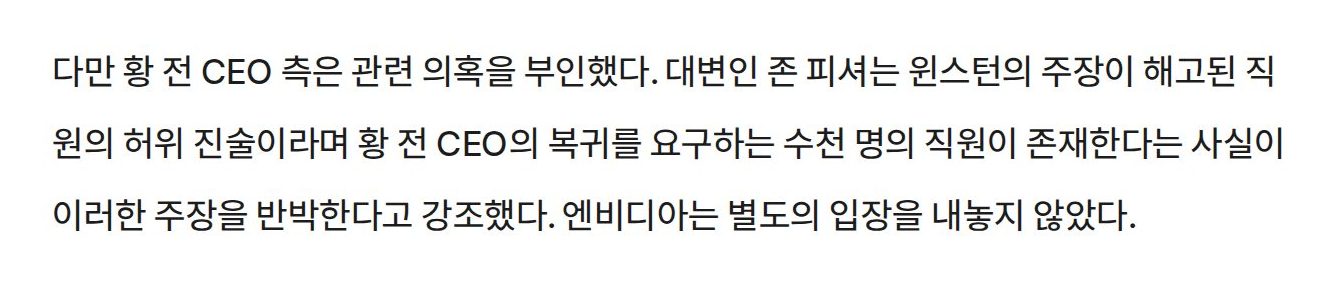 다만 황 전 CEO 측은 관련 의혹을 부인했다. 대변인 존 피셔는 윈스턴의 주장이 해고된 직
원의 허위 진술이라며 황 전 CEO의 복귀를 요구하는 수천 명의 직원이 존재한다는 사실이
이러한 주장을 반박한다고 강조했다. 엔비디아는 별도의 입장을 내놓지 않았다.